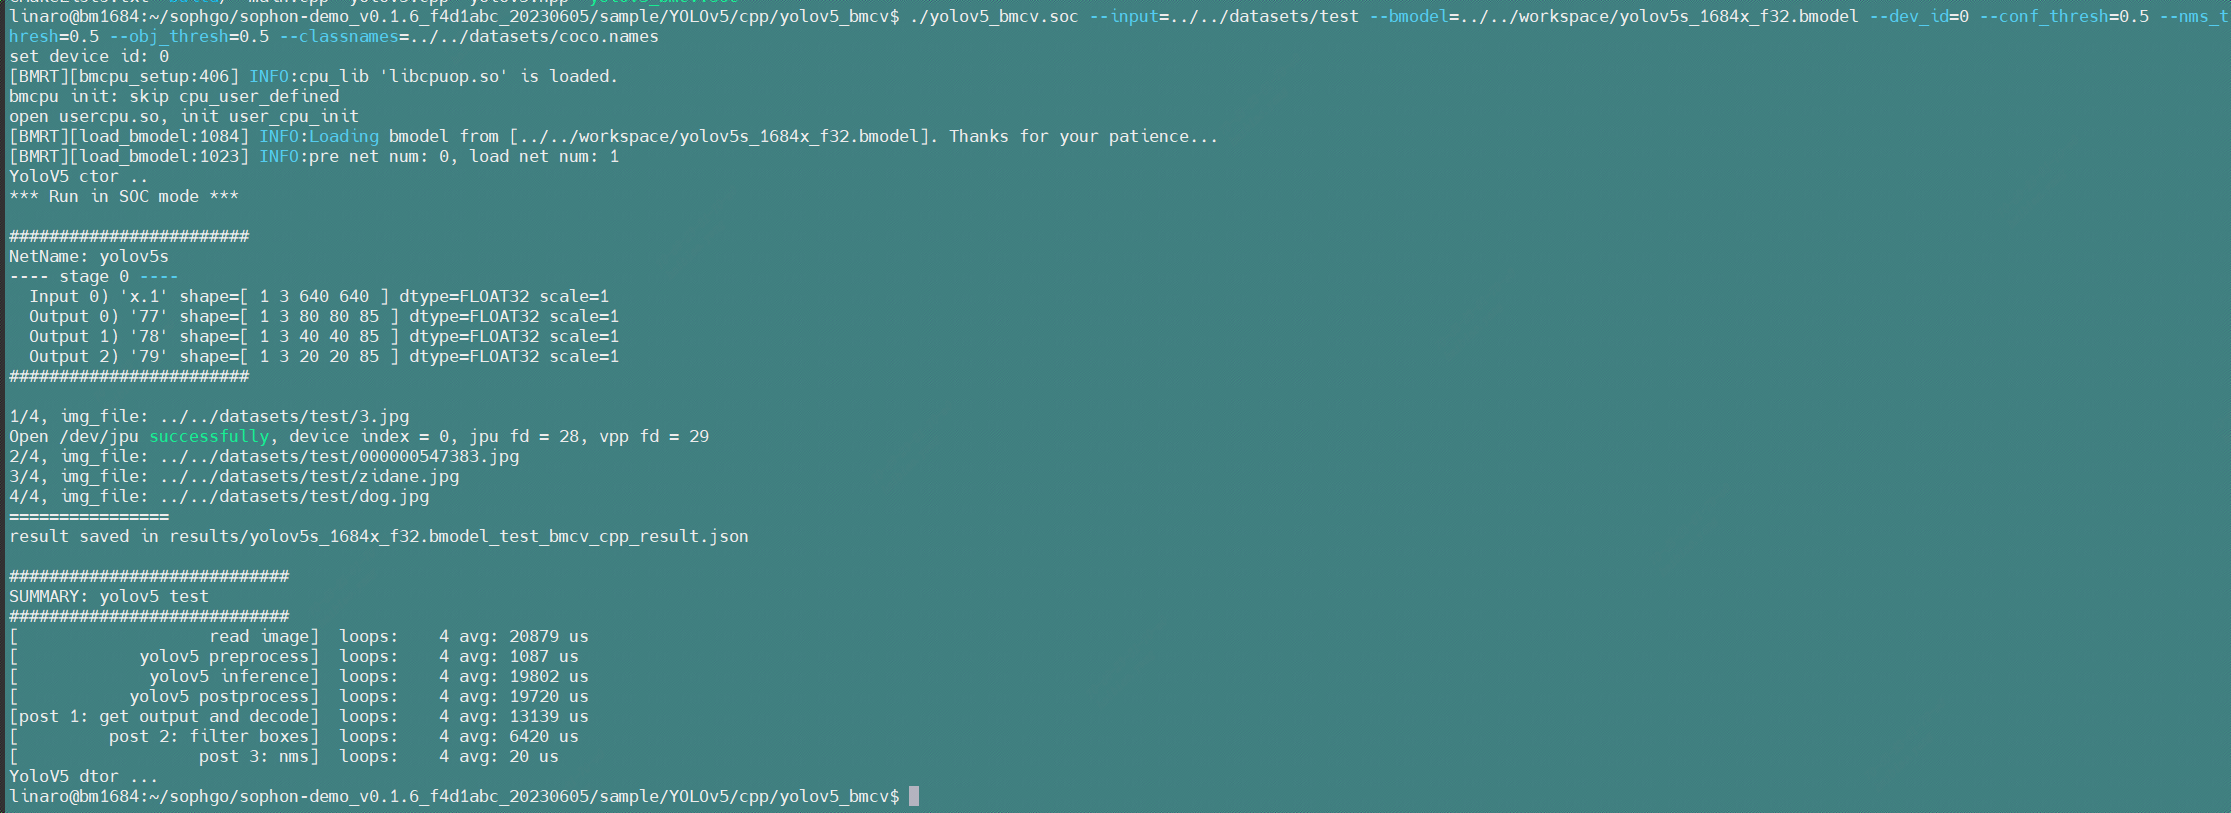 linaro@bm1684:~/sophgo/sophon-demo_v0.1.6_f4d1abc_20230605/sample/YOLOv5/cpp/yolov5_bmcv$ ./yolov5_bmcv.soc --input=../../datasets/test --bmodel=../../workspace/yolov5s_1684x_f32.bmodel --dev_id=0 --conf_thresh=0.5 --nms_t
hresh=0.5 --obj_thresh=0.5 --classnames=../../datasets/coco.names
set device id: 0
[BMRT][bmcpu_setup:406] INFO:cpu_lib 'libcpuop.so' is loaded.
bmcpu init: skip cpu_user_defined
open usercpu.so, init user_cpu_init
[BMRT][load_bmodel:1084] INFO:Loading bmodel from [../../workspace/yolov5s_1684x_f32.bmodel]. Thanks for your patience...
[BMRT][load_bmodel:1023] INFO:pre net num: 0, load net num: 1
YoloV5 ctor ..
*** Run in SOC mode ***
########################
NetName: yolov5s
---- stage 0 ----
  Input 0) 'x.1' shape=[ 1 3 640 640 ] dtype=FLOAT32 scale=1
  Output 0) '77' shape=[ 1 3 80 80 85 ] dtype=FLOAT32 scale=1
  Output 1) '78' shape=[ 1 3 40 40 85 ] dtype=FLOAT32 scale=1
  Output 2) '79' shape=[ 1 3 20 20 85 ] dtype=FLOAT32 scale=1
########################
1/4, img_file: ../../datasets/test/3.jpg
Open /dev/jpu successfully, device index = 0, jpu fd = 28, vpp fd = 29
2/4, img_file: ../../datasets/test/000000547383.jpg
3/4, img_file: ../../datasets/test/zidane.jpg
4/4, img_file: ../../datasets/test/dog.jpg
================
result saved in results/yolov5s_1684x_f32.bmodel_test_bmcv_cpp_result.json
############################
SUMMARY: yolov5 test
############################
[                   read image]  loops:    4 avg: 20879 us
[            yolov5 preprocess]  loops:    4 avg: 1087 us
[             yolov5 inference]  loops:    4 avg: 19802 us
[           yolov5 postprocess]  loops:    4 avg: 19720 us
[post 1: get output and decode]  loops:    4 avg: 13139 us
[         post 2: filter boxes]  loops:    4 avg: 6420 us
[                  post 3: nms]  loops:    4 avg: 20 us
YoloV5 dtor ...
linaro@bm1684:~/sophgo/sophon-demo_v0.1.6_f4d1abc_20230605/sample/YOLOv5/cpp/yolov5_bmcv$